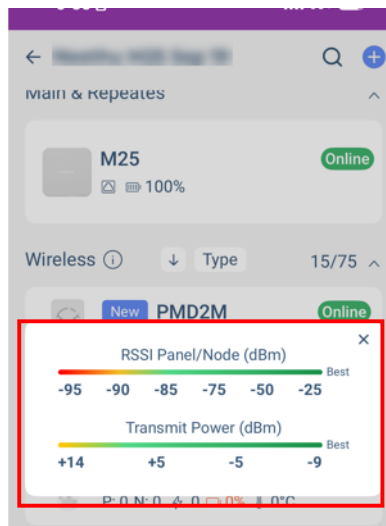 Main & Repeates
M25
Online
100%
Wireless
Type
15/75
New
PMD2M
Online
RSSI Panel/Node (dBm)
Best
-95 -90 -85 -75 -50 -25
Transmit Power (dBm)
Best
+14 +5 -5 -9
P: 0 N: 0 0 0% 0°C